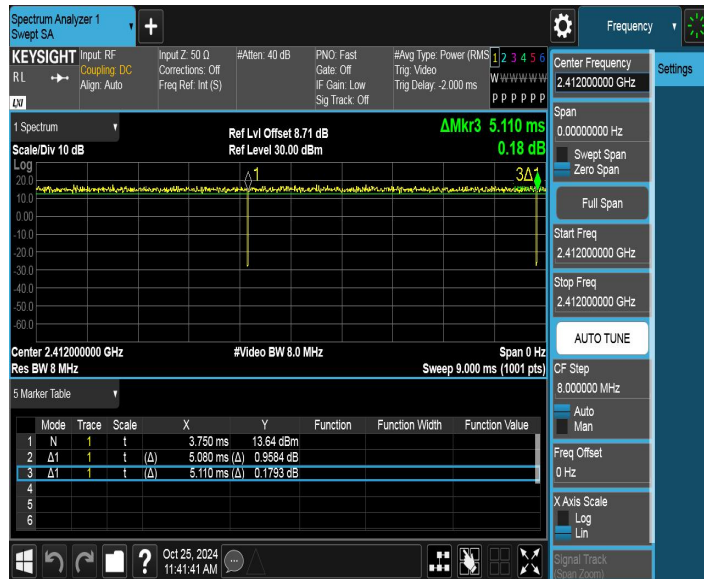 Spectrum Analyzer 1
Swept SA
+
Frequency
KEYSIGHT
RL
LXI
Input: RF
Coupling: DC
Align: Auto
Input Z: 50 Ω
Corrections: Off
Freq Ref: Int (S)
#Atten: 40 dB
PNO: Fast
Gate: Off
IF Gain: Low
Sig Track: Off
#Avg Type: Power (RMS
Trig: Video
Trig Delay: -2.000 ms
1 2 3 4 5 6
W W W W W W
P P P P P P
Center Frequency
2.412000000 GHz
Settings
Span
0.00000000 Hz
Swept Span
Zero Span
Full Span
Start Freq
2.412000000 GHz
Stop Freq
2.412000000 GHz
AUTO TUNE
CF Step
8.000000 MHz
Auto
Man
Freq Offset
0 Hz
X Axis Scale
Log
Lin
Signal Track
(Span Zoom)
1 Spectrum
Scale/Div 10 dB
Ref Lvl Offset 8.71 dB
Ref Level 30.00 dBm
ΔMkr3 5.110 ms
0.18 dB
Log
1
3Δ1
20.0
10.0
0.00
-10.0
-20.0
-30.0
-40.0
-50.0
-60.0
Center 2.412000000 GHz
Res BW 8 MHz
#Video BW 8.0 MHz
Span 0 Hz
Sweep 9.000 ms (1001 pts)
5 Marker Table
Mode Trace Scale X Y Function Function Width Function Value
1 N 1 t 3.750 ms 13.64 dBm
2 Δ1 1 t (Δ) 5.080 ms (Δ) 0.9584 dB
3 Δ1 1 t (Δ) 5.110 ms (Δ) 0.1793 dB
4
5
6
?
Oct 25, 2024
11:41:41 AM